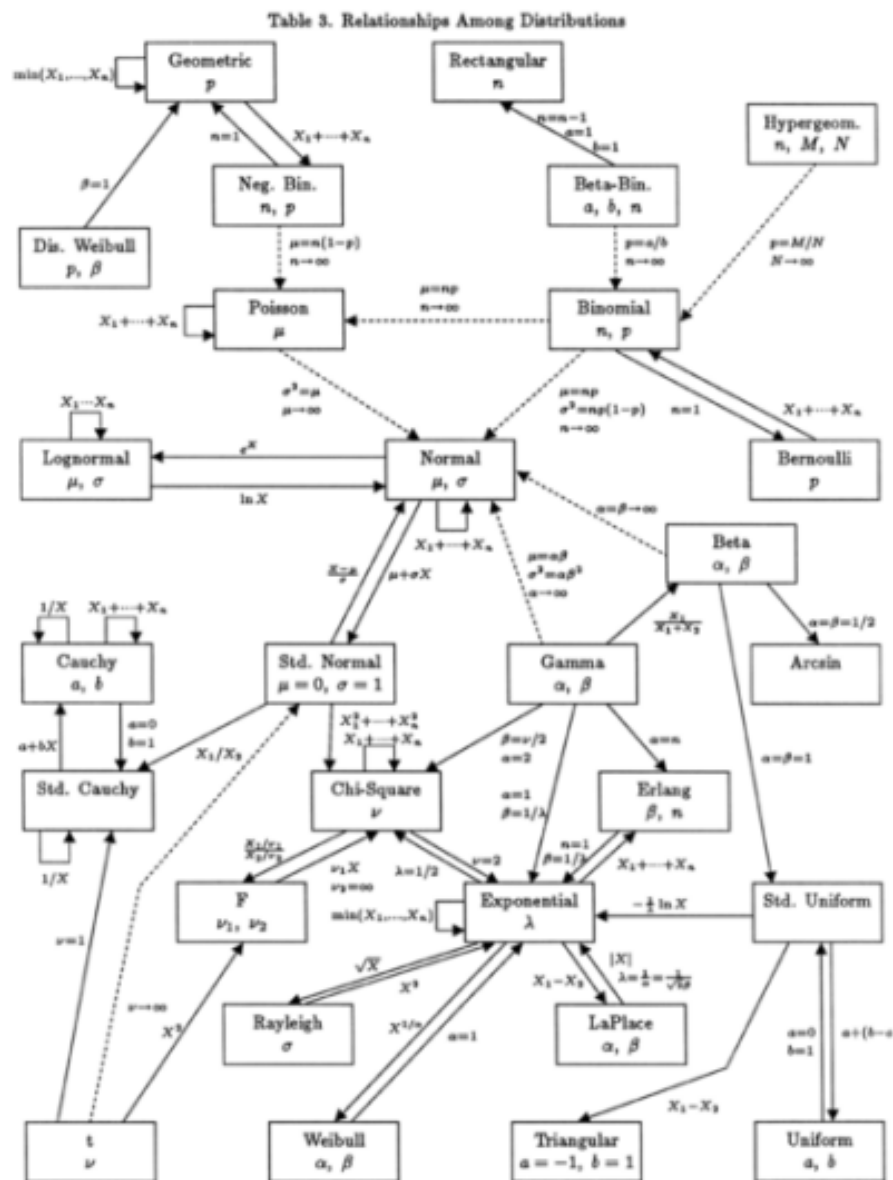 Table 3. Relationships Among Distributions
Geometric
p
min(X₁,...,Xₙ)
Rectangular
n
n=n−1
a=1
b=1
Hypergeom.
n, M, N
β=1
n=1
X₁+···+Xₙ
Neg. Bin.
n, p
Beta-Bin.
a, b, n
Dis. Weibull
p, β
μ=n(1−p)
n→∞
p=a/b
n→∞
p=M/N
N→∞
Poisson
μ
X₁+···+Xₙ
μ=np
n→∞
Binomial
n, p
σ²=μ
μ→∞
μ=np
σ²=np(1−p)
n→∞
n=1
X₁+···+Xₙ
X₁···Xₙ
Lognormal
μ, σ
eˣ
ln X
Normal
μ, σ
X₁+···+Xₙ
Bernoulli
p
α=β→∞
Beta
α, β
X−μ
σ
μ+σX
μ=αβ
σ²=αβ²
α→∞
X₁
X₁+X₂
α=β=1/2
1/X
X₁+···+Xₙ
Cauchy
a, b
Std. Normal
μ=0, σ=1
Gamma
α, β
Arcsin
a+bX
a=0
b=1
X₁/X₂
X₁²+···+Xₙ²
X₁+···+Xₙ
β=ν/2
α=2
α=n
α=β=1
Std. Cauchy
1/X
Chi-Square
ν
α=1
β=1/λ
Erlang
β, n
X₁/ν₁
X₂/ν₂
ν₁X
ν₂=∞
λ=1/2
ν=2
n=1
β=1/λ
X₁+···+Xₙ
F
ν₁, ν₂
min(X₁,...,Xₙ)
Exponential
λ
Std. Uniform
ν=1
ν→∞
X²
√X
X²
X₁−X₂
|X|
Rayleigh
σ
X^{1/α}
α=1
LaPlace
α, β
a=0
b=1
a+(b−a
X₁−X₂
t
ν
Weibull
α, β
Triangular
a=−1, b=1
Uniform
a, b